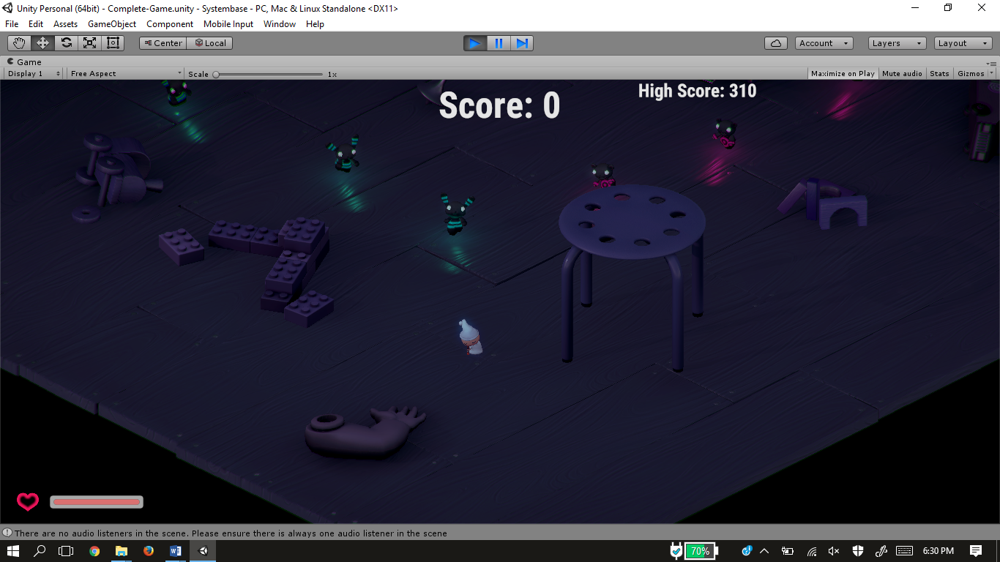 Unity Personal (64bit) - Complete-Game.unity - Systembase - PC, Mac & Linux Standalone <DX11>
File Edit Assets GameObject Component Mobile Input Window Help
Center Local Account Layers Layout
Game
Display 1 Free Aspect Scale 1x Maximize on Play Mute audio Stats Gizmos
Score: 0
High Score: 310
There are no audio listeners in the scene. Please ensure there is always one audio listener in the scene
70% 6:30 PM